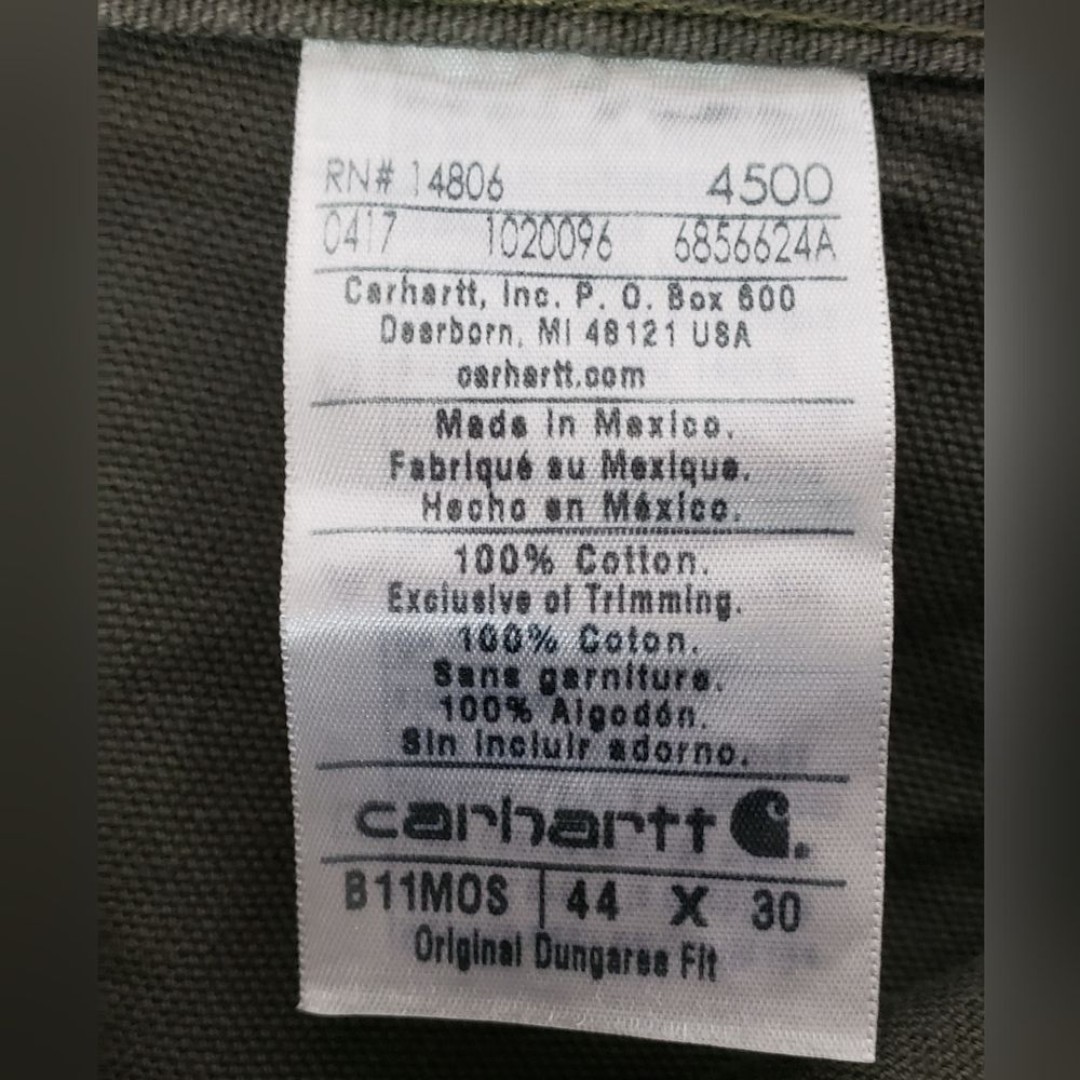 RN# 14806 4500
0417 1020096 6856624A
Carhartt, Inc. P. O. Box 600
Dearborn, MI 48121 USA
carhartt.com
Made in Mexico.
Fabriqué au Mexique.
Hecho en México.
100% Cotton.
Exclusive of Trimming.
100% Coton.
Sans garniture.
100% Algodón.
Sin incluir adorno.
carhartt
B11MOS 44 X 30
Original Dungaree Fit